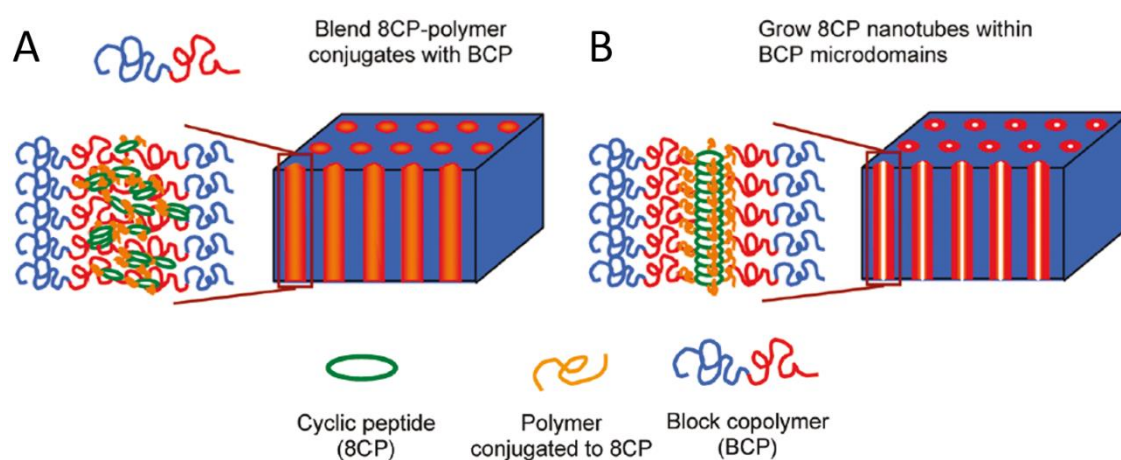 A
Blend 8CP-polymer
conjugates with BCP
B
Grow 8CP nanotubes within
BCP microdomains
Cyclic peptide
(8CP)
Polymer
conjugated to 8CP
Block copolymer
(BCP)